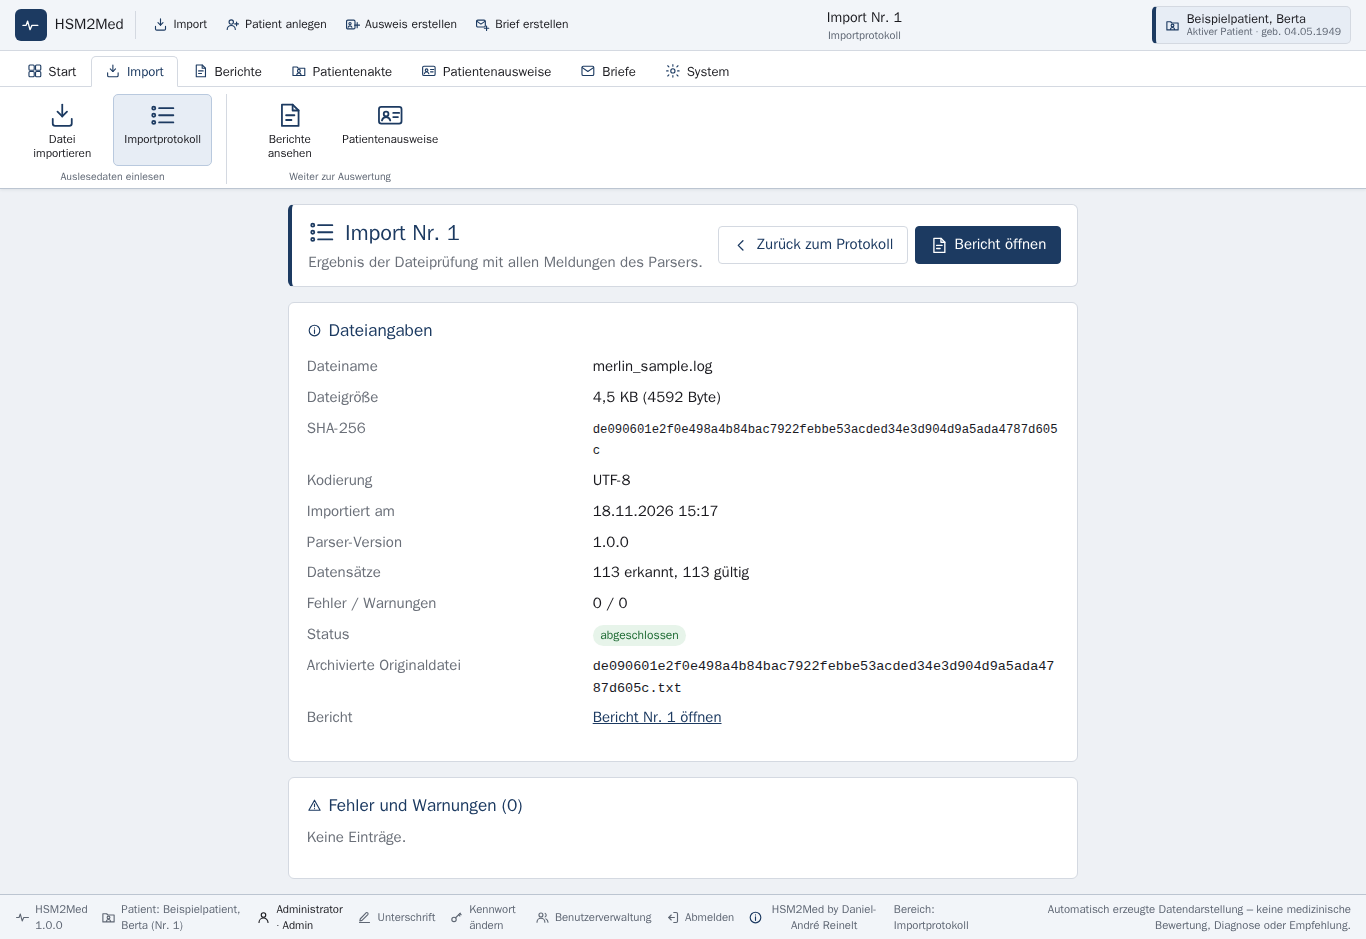 HSM2Med
Import
Patient anlegen
Ausweis erstellen
Brief erstellen
Import Nr. 1
Importprotokoll
Beispielpatient, Berta
Aktiver Patient · geb. 04.05.1949
Start
Import
Berichte
Patientenakte
Patientenausweise
Briefe
System
Datei
importieren
Importprotokoll
Auslesedaten einlesen
Berichte
ansehen
Patientenausweise
Weiter zur Auswertung
Import Nr. 1
Ergebnis der Dateiprüfung mit allen Meldungen des Parsers.
Zurück zum Protokoll
Bericht öffnen
Dateiangaben
Dateiname merlin_sample.log
Dateigröße 4,5 KB (4592 Byte)
SHA-256 de090601e2f0e498a4b84bac7922febbe53acded34e3d904d9a5ada4787d605
c
Kodierung UTF-8
Importiert am 18.11.2026 15:17
Parser-Version 1.0.0
Datensätze 113 erkannt, 113 gültig
Fehler / Warnungen 0 / 0
Status abgeschlossen
Archivierte Originaldatei de090601e2f0e498a4b84bac7922febbe53acded34e3d904d9a5ada47
87d605c.txt
Bericht Bericht Nr. 1 öffnen
Fehler und Warnungen (0)
Keine Einträge.
HSM2Med
1.0.0
Patient: Beispielpatient,
Berta (Nr. 1)
Administrator
· Admin
Unterschrift
Kennwort
ändern
Benutzerverwaltung
Abmelden
HSM2Med by Daniel-
André Reinelt
Bereich:
Importprotokoll
Automatisch erzeugte Datendarstellung – keine medizinische
Bewertung, Diagnose oder Empfehlung.